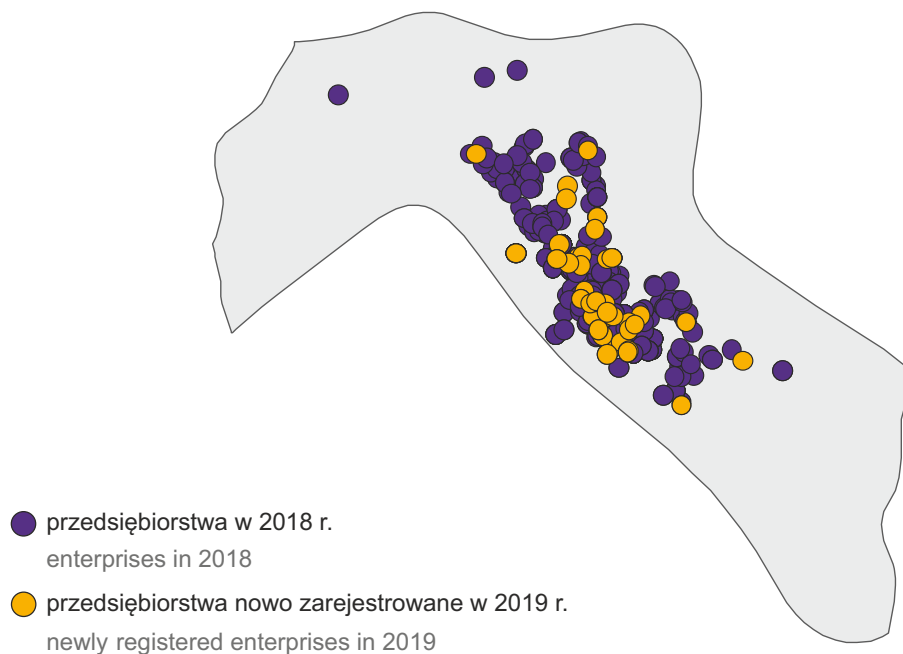 przedsiębiorstwa w 2018 r.
enterprises in 2018
przedsiębiorstwa nowo zarejestrowane w 2019 r.
newly registered enterprises in 2019